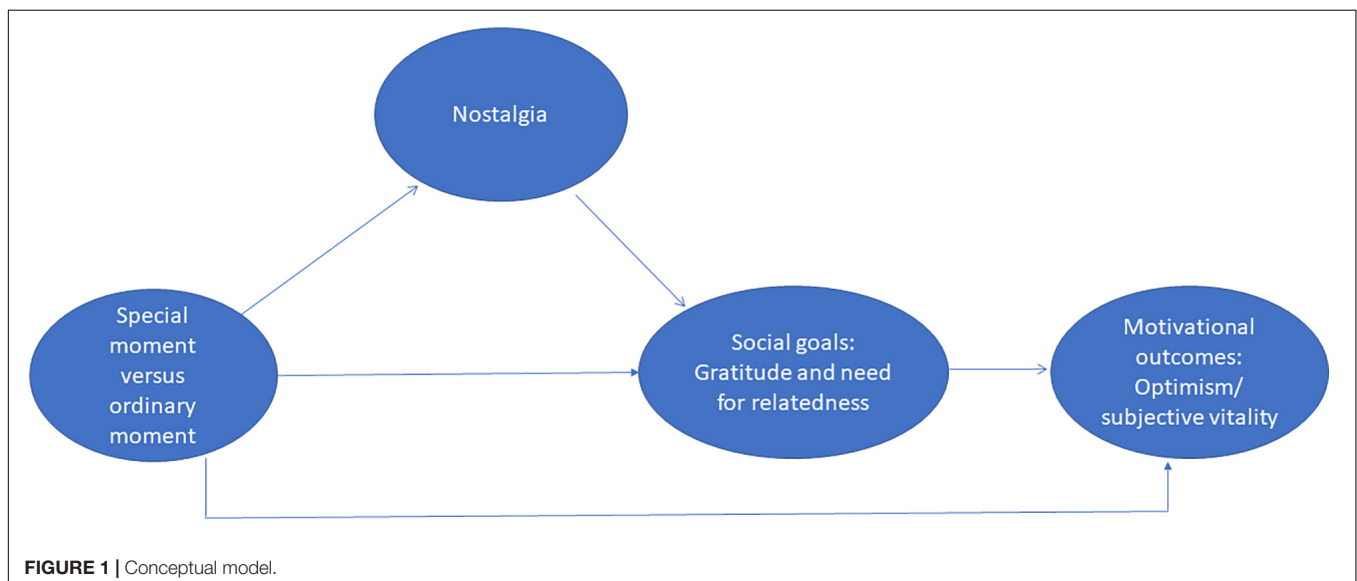 Nostalgia
Special
moment
versus
ordinary
moment
Social goals:
Gratitude and need
for relatedness
Motivational
outcomes:
Optimism/
subjective vitality
FIGURE 1 | Conceptual model.